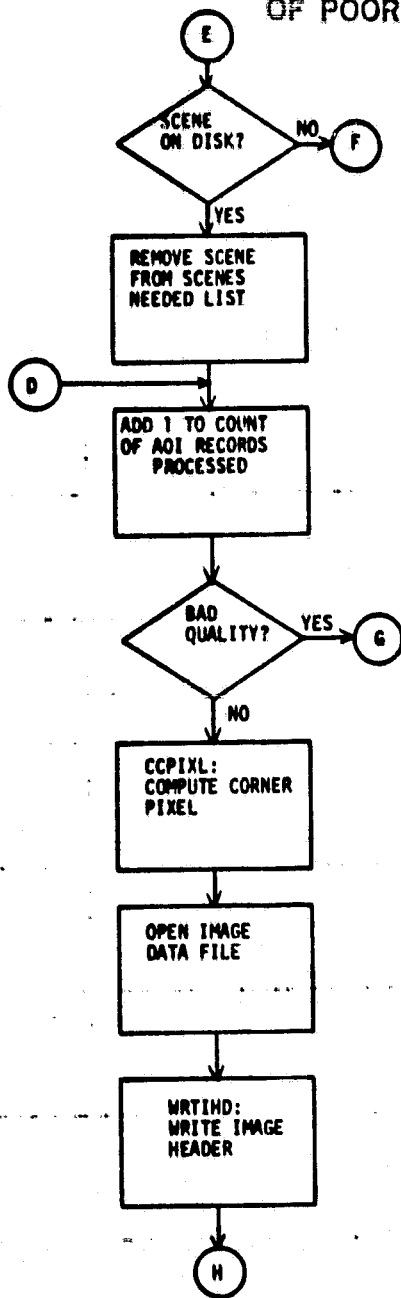 OF POOR
E
SCENE
ON DISK?
NO
F
YES
REMOVE SCENE
FROM SCENES
NEEDED LIST
D
ADD 1 TO COUNT
OF AOI RECORDS
PROCESSED
BAD
QUALITY?
YES
G
NO
CCPIXL:
COMPUTE CORNER
PIXEL
OPEN IMAGE
DATA FILE
WRTIHD:
WRITE IMAGE
HEADER
H